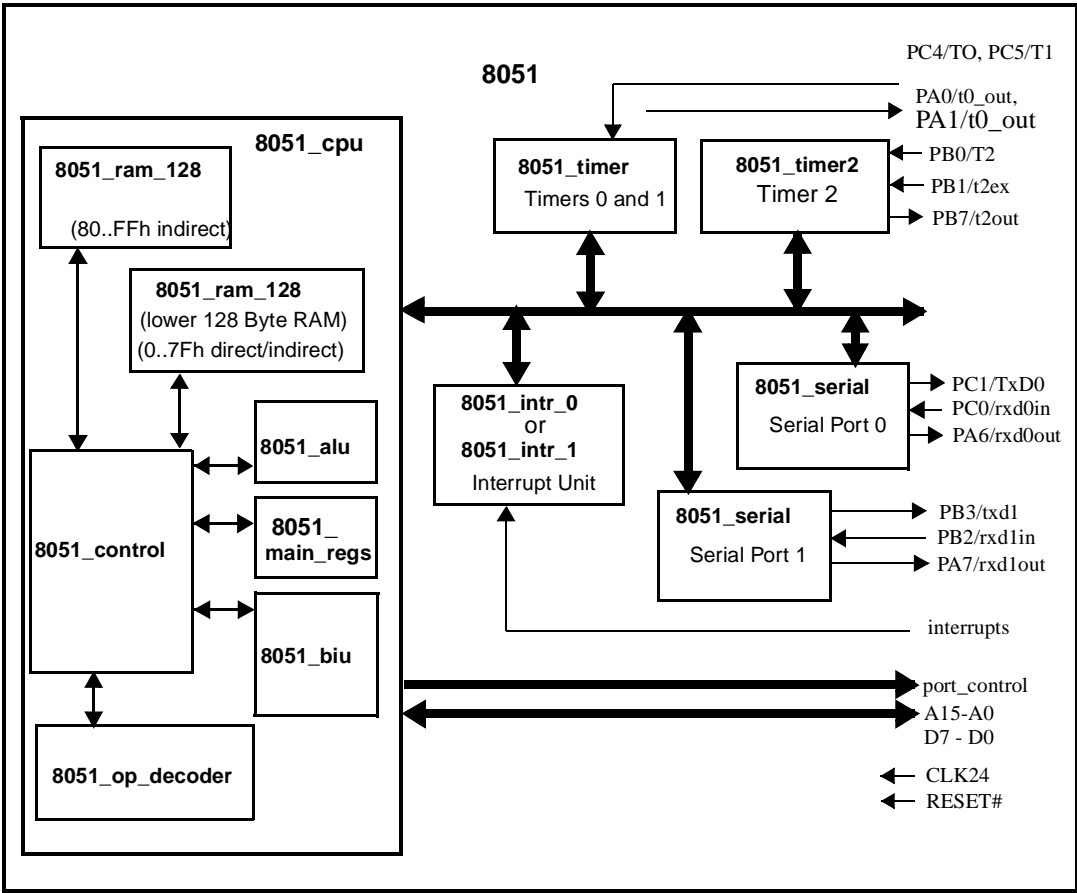 8051
PC4/TO, PC5/T1
PA0/t0_out,
PA1/t0_out
8051_cpu
8051_ram_128
(80..FFh indirect)
8051_ram_128
(lower 128 Byte RAM)
(0..7Fh direct/indirect)
8051_alu
8051_
main_regs
8051_control
8051_biu
8051_op_decoder
8051_timer
Timers 0 and 1
8051_timer2
Timer 2
PB0/T2
PB1/t2ex
PB7/t2out
8051_intr_0
or
8051_intr_1
Interrupt Unit
8051_serial
Serial Port 0
PC1/TxD0
PC0/rxd0in
PA6/rxd0out
8051_serial
Serial Port 1
PB3/txd1
PB2/rxd1in
PA7/rxd1out
interrupts
port_control
A15-A0
D7 - D0
CLK24
RESET#